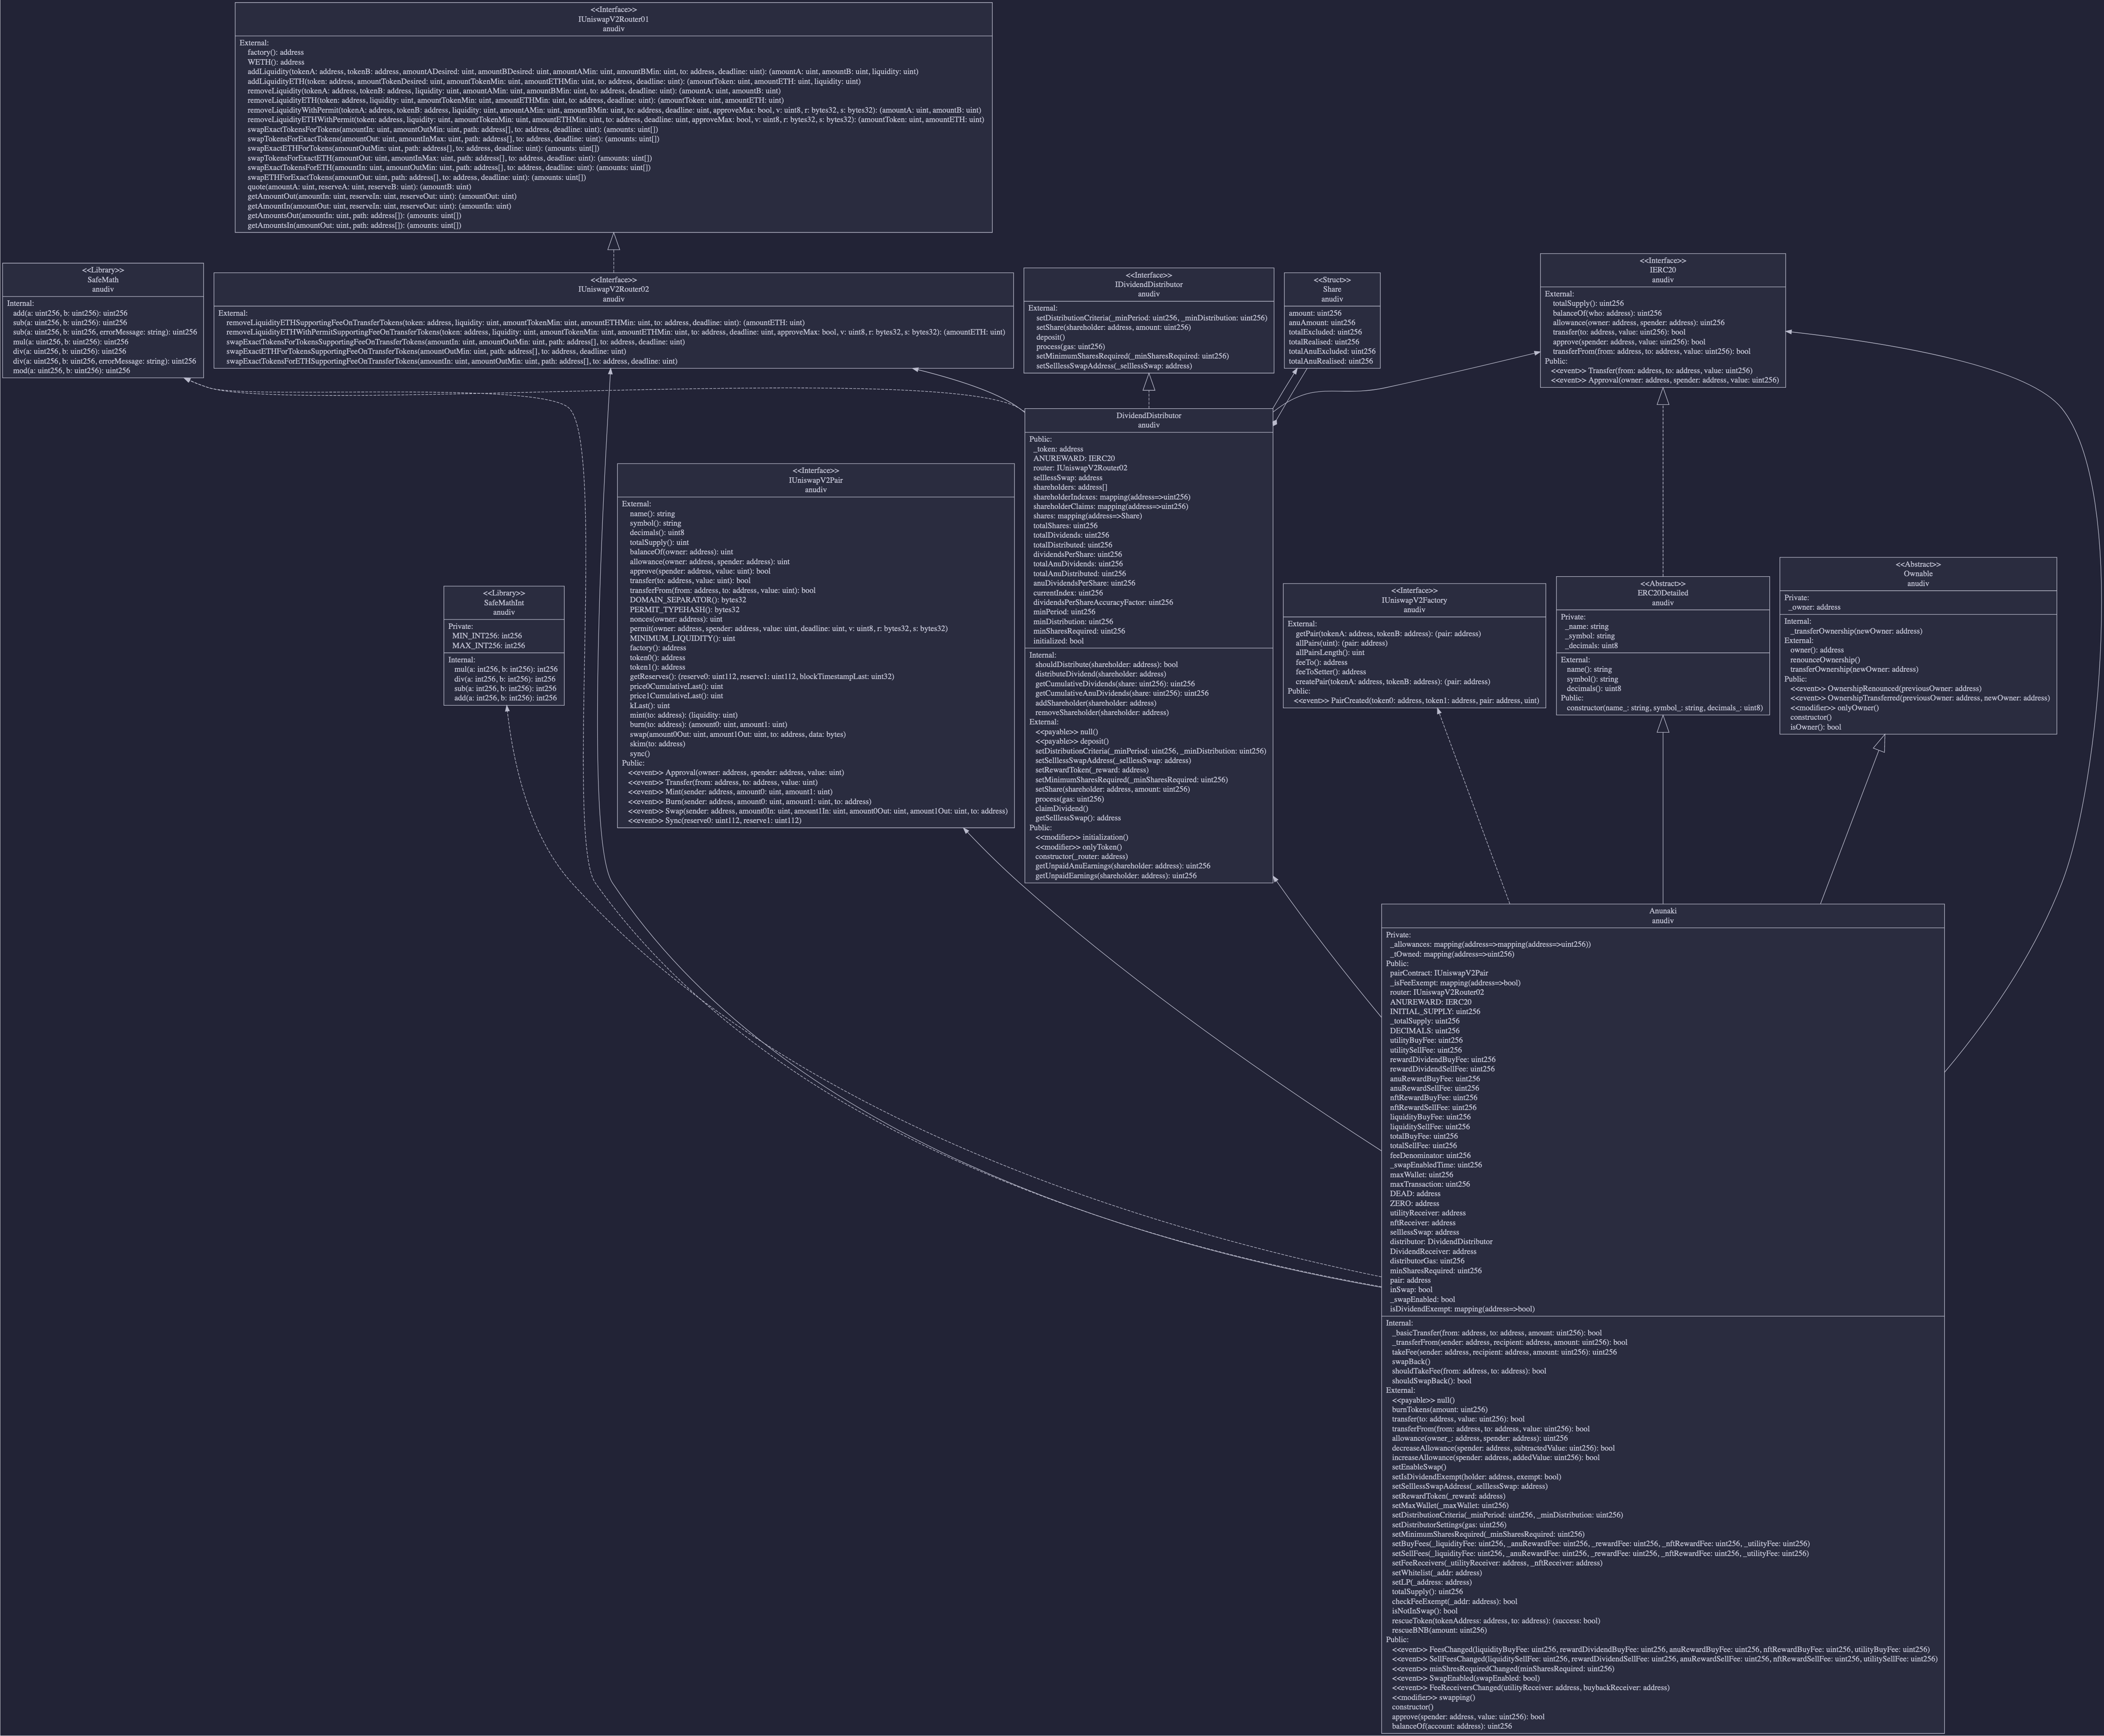 <<Interface>>
IUniswapV2Router01
anudiv
External:
factory(): address
WETH(): address
addLiquidity(tokenA: address, tokenB: address, amountADesired: uint, amountBDesired: uint, amountAMin: uint, amountBMin: uint, to: address, deadline: uint): (amountA: uint, amountB: uint, liquidity: uint)
addLiquidityETH(token: address, amountTokenDesired: uint, amountTokenMin: uint, amountETHMin: uint, to: address, deadline: uint): (amountToken: uint, amountETH: uint, liquidity: uint)
removeLiquidity(tokenA: address, tokenB: address, liquidity: uint, amountAMin: uint, amountBMin: uint, to: address, deadline: uint): (amountA: uint, amountB: uint)
removeLiquidityETH(token: address, liquidity: uint, amountTokenMin: uint, amountETHMin: uint, to: address, deadline: uint): (amountToken: uint, amountETH: uint)
removeLiquidityWithPermit(tokenA: address, tokenB: address, liquidity: uint, amountAMin: uint, amountBMin: uint, to: address, deadline: uint, approveMax: bool, v: uint8, r: bytes32, s: bytes32): (amountA: uint, amountB: uint)
removeLiquidityETHWithPermit(token: address, liquidity: uint, amountTokenMin: uint, amountETHMin: uint, to: address, deadline: uint, approveMax: bool, v: uint8, r: bytes32, s: bytes32): (amountToken: uint, amountETH: uint)
swapExactTokensForTokens(amountIn: uint, amountOutMin: uint, path: address[], to: address, deadline: uint): (amounts: uint[])
swapTokensForExactTokens(amountOut: uint, amountInMax: uint, path: address[], to: address, deadline: uint): (amounts: uint[])
swapExactETHForTokens(amountOutMin: uint, path: address[], to: address, deadline: uint): (amounts: uint[])
swapTokensForExactETH(amountOut: uint, amountInMax: uint, path: address[], to: address, deadline: uint): (amounts: uint[])
swapExactTokensForETH(amountIn: uint, amountOutMin: uint, path: address[], to: address, deadline: uint): (amounts: uint[])
swapETHForExactTokens(amountOut: uint, path: address[], to: address, deadline: uint): (amounts: uint[])
quote(amountA: uint, reserveA: uint, reserveB: uint): (amountB: uint)
getAmountOut(amountIn: uint, reserveIn: uint, reserveOut: uint): (amountOut: uint)
getAmountIn(amountOut: uint, reserveIn: uint, reserveOut: uint): (amountIn: uint)
getAmountsOut(amountIn: uint, path: address[]): (amounts: uint[])
getAmountsIn(amountOut: uint, path: address[]): (amounts: uint[])
<<Library>>
SafeMath
anudiv
Internal:
add(a: uint256, b: uint256): uint256
sub(a: uint256, b: uint256): uint256
sub(a: uint256, b: uint256, errorMessage: string): uint256
mul(a: uint256, b: uint256): uint256
div(a: uint256, b: uint256): uint256
div(a: uint256, b: uint256, errorMessage: string): uint256
mod(a: uint256, b: uint256): uint256
<<Interface>>
IUniswapV2Router02
anudiv
External:
removeLiquidityETHSupportingFeeOnTransferTokens(token: address, liquidity: uint, amountTokenMin: uint, amountETHMin: uint, to: address, deadline: uint): (amountETH: uint)
removeLiquidityETHWithPermitSupportingFeeOnTransferTokens(token: address, liquidity: uint, amountTokenMin: uint, amountETHMin: uint, to: address, deadline: uint, approveMax: bool, v: uint8, r: bytes32, s: bytes32): (amountETH: uint)
swapExactTokensForTokensSupportingFeeOnTransferTokens(amountIn: uint, amountOutMin: uint, path: address[], to: address, deadline: uint)
swapExactETHForTokensSupportingFeeOnTransferTokens(amountOutMin: uint, path: address[], to: address, deadline: uint)
swapExactTokensForETHSupportingFeeOnTransferTokens(amountIn: uint, amountOutMin: uint, path: address[], to: address, deadline: uint)
<<Interface>>
IDividendDistributor
anudiv
External:
setDistributionCriteria(_minPeriod: uint256, _minDistribution: uint256)
setShare(shareholder: address, amount: uint256)
deposit()
process(gas: uint256)
setMinimumSharesRequired(_minSharesRequired: uint256)
setSelllessSwapAddress(_selllessSwap: address)
<<Struct>>
Share
anudiv
amount: uint256
anuAmount: uint256
totalExcluded: uint256
totalRealised: uint256
totalAnuExcluded: uint256
totalAnuRealised: uint256
<<Interface>>
IERC20
anudiv
External:
totalSupply(): uint256
balanceOf(who: address): uint256
allowance(owner: address, spender: address): uint256
transfer(to: address, value: uint256): bool
approve(spender: address, value: uint256): bool
transferFrom(from: address, to: address, value: uint256): bool
Public:
<<event>> Transfer(from: address, to: address, value: uint256)
<<event>> Approval(owner: address, spender: address, value: uint256)
DividendDistributor
anudiv
Public:
_token: address
ANUREWARD: IERC20
router: IUniswapV2Router02
selllessSwap: address
shareholders: address[]
shareholderIndexes: mapping(address=>uint256)
shareholderClaims: mapping(address=>uint256)
shares: mapping(address=>Share)
totalShares: uint256
totalDividends: uint256
totalDistributed: uint256
dividendsPerShare: uint256
totalAnuDividends: uint256
totalAnuDistributed: uint256
anuDividendsPerShare: uint256
currentIndex: uint256
dividendsPerShareAccuracyFactor: uint256
minPeriod: uint256
minDistribution: uint256
minSharesRequired: uint256
initialized: bool
Internal:
shouldDistribute(shareholder: address): bool
distributeDividend(shareholder: address)
getCumulativeDividends(share: uint256): uint256
getCumulativeAnuDividends(share: uint256): uint256
addShareholder(shareholder: address)
removeShareholder(shareholder: address)
External:
<<payable>> null()
<<payable>> deposit()
setDistributionCriteria(_minPeriod: uint256, _minDistribution: uint256)
setSelllessSwapAddress(_selllessSwap: address)
setRewardToken(_reward: address)
setMinimumSharesRequired(_minSharesRequired: uint256)
setShare(shareholder: address, amount: uint256)
process(gas: uint256)
claimDividend()
getSelllessSwap(): address
Public:
<<modifier>> initialization()
<<modifier>> onlyToken()
constructor(_router: address)
getUnpaidAnuEarnings(shareholder: address): uint256
getUnpaidEarnings(shareholder: address): uint256
<<Interface>>
IUniswapV2Pair
anudiv
External:
name(): string
symbol(): string
decimals(): uint8
totalSupply(): uint
balanceOf(owner: address): uint
allowance(owner: address, spender: address): uint
approve(spender: address, value: uint): bool
transfer(to: address, value: uint): bool
transferFrom(from: address, to: address, value: uint): bool
DOMAIN_SEPARATOR(): bytes32
PERMIT_TYPEHASH(): bytes32
nonces(owner: address): uint
permit(owner: address, spender: address, value: uint, deadline: uint, v: uint8, r: bytes32, s: bytes32)
MINIMUM_LIQUIDITY(): uint
factory(): address
token0(): address
token1(): address
getReserves(): (reserve0: uint112, reserve1: uint112, blockTimestampLast: uint32)
price0CumulativeLast(): uint
price1CumulativeLast(): uint
kLast(): uint
mint(to: address): (liquidity: uint)
burn(to: address): (amount0: uint, amount1: uint)
swap(amount0Out: uint, amount1Out: uint, to: address, data: bytes)
skim(to: address)
sync()
Public:
<<event>> Approval(owner: address, spender: address, value: uint)
<<event>> Transfer(from: address, to: address, value: uint)
<<event>> Mint(sender: address, amount0: uint, amount1: uint)
<<event>> Burn(sender: address, amount0: uint, amount1: uint, to: address)
<<event>> Swap(sender: address, amount0In: uint, amount1In: uint, amount0Out: uint, amount1Out: uint, to: address)
<<event>> Sync(reserve0: uint112, reserve1: uint112)
<<Library>>
SafeMathInt
anudiv
Private:
MIN_INT256: int256
MAX_INT256: int256
Internal:
mul(a: int256, b: int256): int256
div(a: int256, b: int256): int256
sub(a: int256, b: int256): int256
add(a: int256, b: int256): int256
<<Interface>>
IUniswapV2Factory
anudiv
External:
getPair(tokenA: address, tokenB: address): (pair: address)
allPairs(uint): (pair: address)
allPairsLength(): uint
feeTo(): address
feeToSetter(): address
createPair(tokenA: address, tokenB: address): (pair: address)
Public:
<<event>> PairCreated(token0: address, token1: address, pair: address, uint)
<<Abstract>>
ERC20Detailed
anudiv
Private:
_name: string
_symbol: string
_decimals: uint8
External:
name(): string
symbol(): string
decimals(): uint8
Public:
constructor(name_: string, symbol_: string, decimals_: uint8)
<<Abstract>>
Ownable
anudiv
Private:
_owner: address
Internal:
_transferOwnership(newOwner: address)
External:
owner(): address
renounceOwnership()
transferOwnership(newOwner: address)
Public:
<<event>> OwnershipRenounced(previousOwner: address)
<<event>> OwnershipTransferred(previousOwner: address, newOwner: address)
<<modifier>> onlyOwner()
constructor()
isOwner(): bool
Anunaki
anudiv
Private:
_allowances: mapping(address=>mapping(address=>uint256))
_tOwned: mapping(address=>uint256)
Public:
pairContract: IUniswapV2Pair
_isFeeExempt: mapping(address=>bool)
router: IUniswapV2Router02
ANUREWARD: IERC20
INITIAL_SUPPLY: uint256
_totalSupply: uint256
DECIMALS: uint256
utilityBuyFee: uint256
utilitySellFee: uint256
rewardDividendBuyFee: uint256
rewardDividendSellFee: uint256
anuRewardBuyFee: uint256
anuRewardSellFee: uint256
nftRewardBuyFee: uint256
nftRewardSellFee: uint256
liquidityBuyFee: uint256
liquiditySellFee: uint256
totalBuyFee: uint256
totalSellFee: uint256
feeDenominator: uint256
_swapEnabledTime: uint256
maxWallet: uint256
maxTransaction: uint256
DEAD: address
ZERO: address
utilityReceiver: address
nftReceiver: address
selllessSwap: address
distributor: DividendDistributor
DividendReceiver: address
distributorGas: uint256
minSharesRequired: uint256
pair: address
inSwap: bool
_swapEnabled: bool
isDividendExempt: mapping(address=>bool)
Internal:
_basicTransfer(from: address, to: address, amount: uint256): bool
_transferFrom(sender: address, recipient: address, amount: uint256): bool
takeFee(sender: address, recipient: address, amount: uint256): uint256
swapBack()
shouldTakeFee(from: address, to: address): bool
shouldSwapBack(): bool
External:
<<payable>> null()
burnTokens(amount: uint256)
transfer(to: address, value: uint256): bool
transferFrom(from: address, to: address, value: uint256): bool
allowance(owner_: address, spender: address): uint256
decreaseAllowance(spender: address, subtractedValue: uint256): bool
increaseAllowance(spender: address, addedValue: uint256): bool
setEnableSwap()
setIsDividendExempt(holder: address, exempt: bool)
setSelllessSwapAddress(_selllessSwap: address)
setRewardToken(_reward: address)
setMaxWallet(_maxWallet: uint256)
setDistributionCriteria(_minPeriod: uint256, _minDistribution: uint256)
setDistributorSettings(gas: uint256)
setMinimumSharesRequired(_minSharesRequired: uint256)
setBuyFees(_liquidityFee: uint256, _anuRewardFee: uint256, _rewardFee: uint256, _nftRewardFee: uint256, _utilityFee: uint256)
setSellFees(_liquidityFee: uint256, _anuRewardFee: uint256, _rewardFee: uint256, _nftRewardFee: uint256, _utilityFee: uint256)
setFeeReceivers(_utilityReceiver: address, _nftReceiver: address)
setWhitelist(_addr: address)
setLP(_address: address)
totalSupply(): uint256
checkFeeExempt(_addr: address): bool
isNotInSwap(): bool
rescueToken(tokenAddress: address, to: address): (success: bool)
rescueBNB(amount: uint256)
Public:
<<event>> FeesChanged(liquidityBuyFee: uint256, rewardDividendBuyFee: uint256, anuRewardBuyFee: uint256, nftRewardBuyFee: uint256, utilityBuyFee: uint256)
<<event>> SellFeesChanged(liquiditySellFee: uint256, rewardDividendSellFee: uint256, anuRewardSellFee: uint256, nftRewardSellFee: uint256, utilitySellFee: uint256)
<<event>> minShresRequiredChanged(minSharesRequired: uint256)
<<event>> SwapEnabled(swapEnabled: bool)
<<event>> FeeReceiversChanged(utilityReceiver: address, buybackReceiver: address)
<<modifier>> swapping()
constructor()
approve(spender: address, value: uint256): bool
balanceOf(account: address): uint256